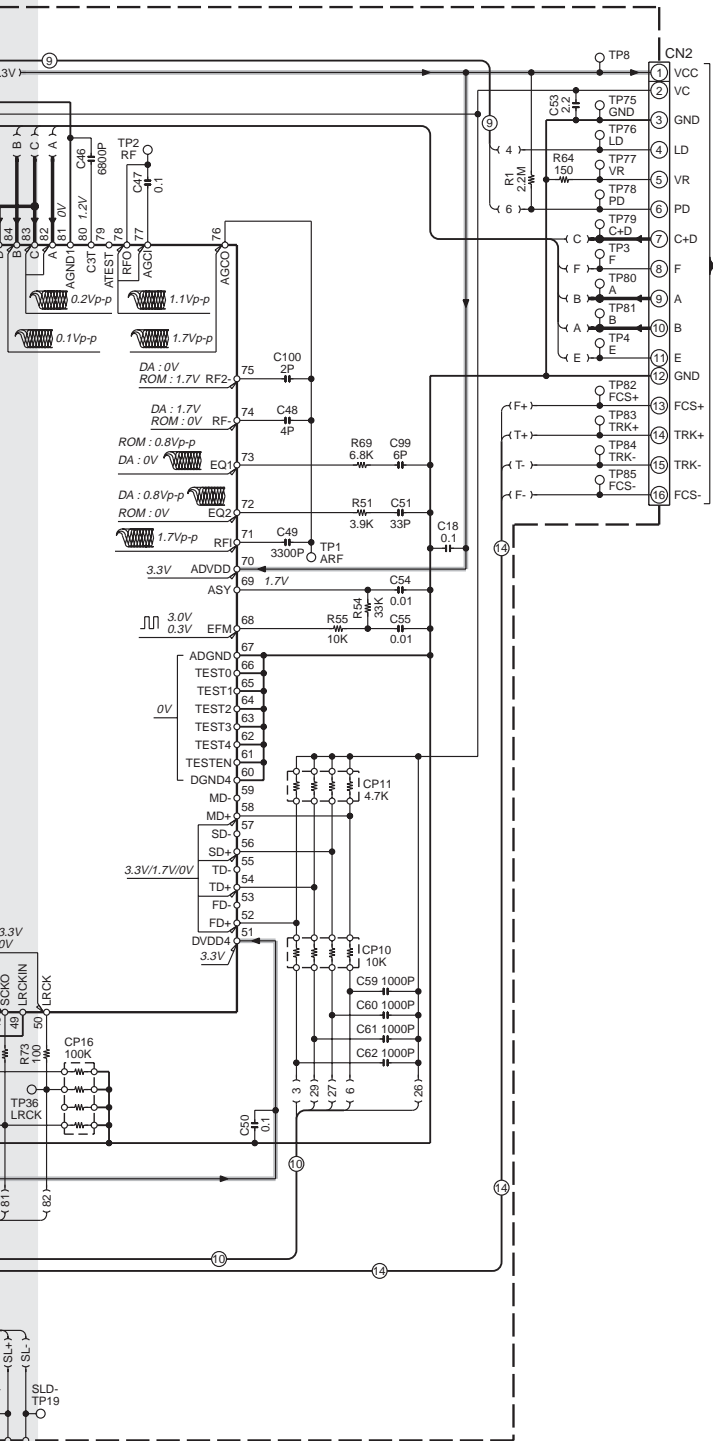 9
TP8
CN2
.3V
1 VCC
2 VC
C53
2.2
TP75
GND
3 GND
TP76
LD
4
4 LD
9
R64
150
TP77
VR
5 VR
R1
2.2M
TP78
PD
6
6 PD
TP79
C+D
C
7 C+D
TP3
F
F
8 F
TP80
A
B
9 A
TP81
B
A
10 B
TP4
E
E
11 E
12 GND
TP82
FCS+
F+
13 FCS+
TP83
TRK+
T+
14 TRK+
TP84
TRK-
T-
15 TRK-
TP85
FCS-
F-
16 FCS-
B
C
A
C46
6800P
TP2
RF
C47
0.1
0V
1.2V
84
83
82
81
80
79
78
77
76
B
C
A
AGND1
C3T
ATEST
RFO
AGCI
AGCO
0.2Vp-p
1.1Vp-p
0.1Vp-p
1.7Vp-p
DA : 0V
ROM : 1.7V RF2- 75
C100
2P
DA : 1.7V
ROM : 0V RF- 74
C48
4P
ROM : 0.8Vp-p
DA : 0V EQ1 73
R69
6.8K
C99
6P
DA : 0.8Vp-p
ROM : 0V EQ2 72
R51
3.9K
C51
33P
1.7Vp-p RFI 71
C49
3300P
TP1
ARF
C18
0.1
14
3.3V ADVDD 70
ASY 69 1.7V
C54
0.01
R54
33K
3.0V
0.3V EFM 68
R55
10K
C55
0.01
ADGND 67
TEST0 66
TEST1 65
TEST2 64
0V
TEST3 63
TEST4 62
TESTEN 61
DGND4 60
MD- 59
MD+ 58
SD- 57
SD+ 56
3.3V/1.7V/0V
TD- 55
TD+ 54
FD- 53
FD+ 52
DVDD4 51
3.3V
CP11
4.7K
CP10
10K
C59 1000P
C60 1000P
C61 1000P
C62 1000P
3.3V
0V
SCKO
LRCKIN
LRCK
49
50
R73
100
CP16
100K
TP36
LRCK
C50
0.1
3
29
27
6
26
10
14
81
82
10
14
SL+
SL-
SLD-
TP19